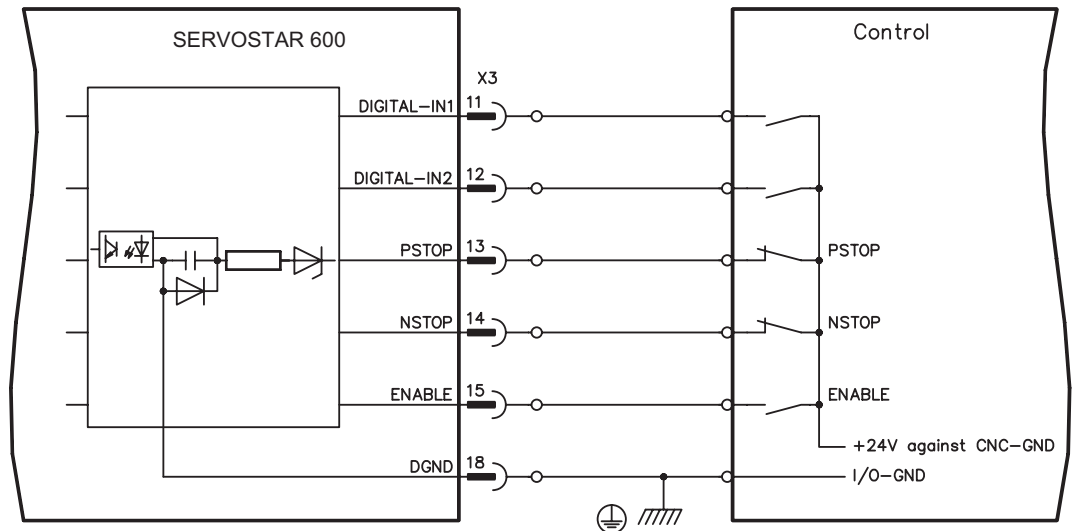 SERVOSTAR 600
Control
X3
DIGITAL-IN1 11
DIGITAL-IN2 12
PSTOP 13
PSTOP
NSTOP 14
NSTOP
ENABLE 15
ENABLE
+24V against CNC-GND
DGND 18
I/O-GND